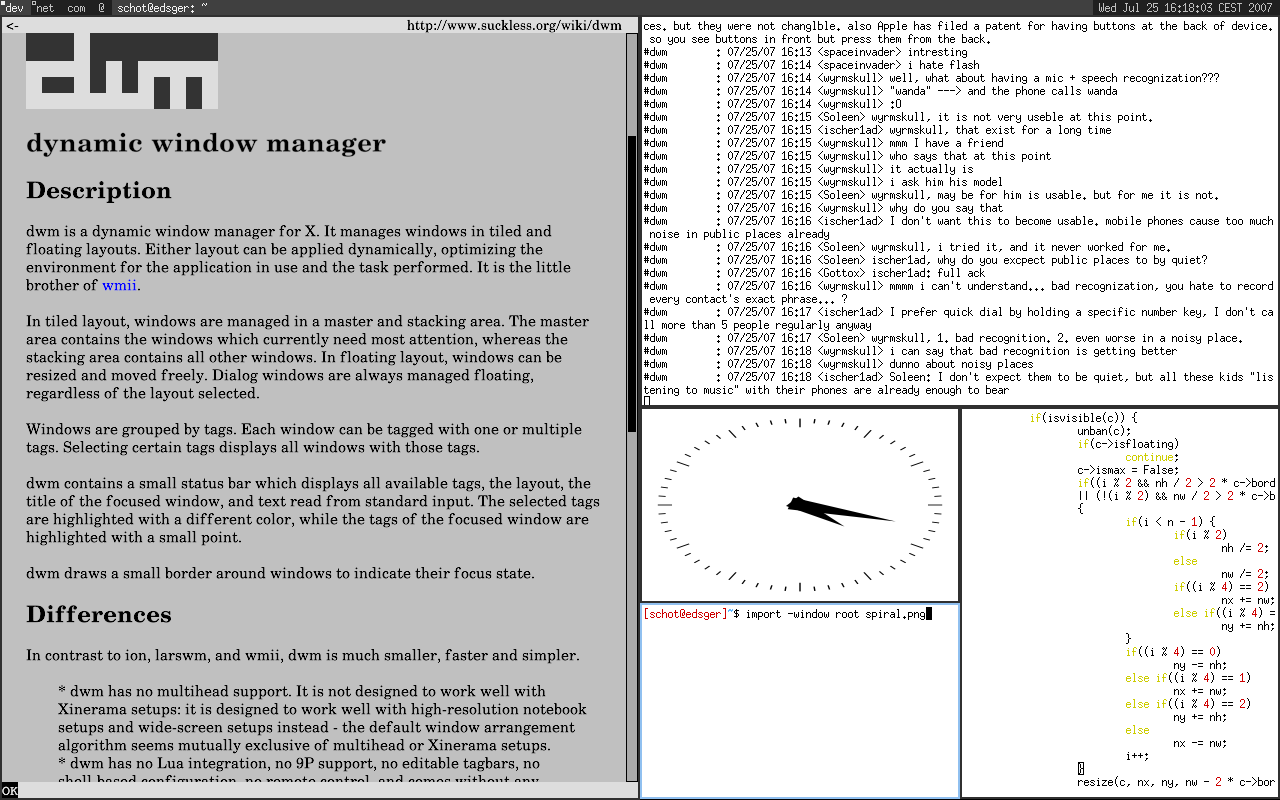 dev net com @ schot@edsger: ~
Wed Jul 25 16:18:03 CEST 2007
<-
http://www.suckless.org/wiki/dwm
dwm
dynamic window manager
Description
dwm is a dynamic window manager for X. It manages windows in tiled and
floating layouts. Either layout can be applied dynamically, optimizing the
environment for the application in use and the task performed. It is the little
brother of wmii.
In tiled layout, windows are managed in a master and stacking area. The master
area contains the windows which currently need most attention, whereas the
stacking area contains all other windows. In floating layout, windows can be
resized and moved freely. Dialog windows are always managed floating,
regardless of the layout selected.
Windows are grouped by tags. Each window can be tagged with one or multiple
tags. Selecting certain tags displays all windows with those tags.
dwm contains a small status bar which displays all available tags, the layout, the
title of the focused window, and text read from standard input. The selected tags
are highlighted with a different color, while the tags of the focused window are
highlighted with a small point.
dwm draws a small border around windows to indicate their focus state.
Differences
In contrast to ion, larswm, and wmii, dwm is much smaller, faster and simpler.
* dwm has no multihead support. It is not designed to work well with
Xinerama setups: it is designed to work well with high-resolution notebook
setups and wide-screen setups instead - the default window arrangement
algorithm seems mutually exclusive of multihead or Xinerama setups.
* dwm has no Lua integration, no 9P support, no editable tagbars, no
shell-based configuration, no remote control, and comes without any
OK
ces. but they were not changlble. also Apple has filed a patent for having buttons at the back of device.
so you see buttons in front but press them from the back.
#dwm : 07/25/07 16:13 <spaceinvader> intresting
#dwm : 07/25/07 16:14 <spaceinvader> i hate flash
#dwm : 07/25/07 16:14 <wyrmskull> well, what about having a mic + speech recognization???
#dwm : 07/25/07 16:14 <wyrmskull> "wanda" ---> and the phone calls wanda
#dwm : 07/25/07 16:14 <wyrmskull> :O
#dwm : 07/25/07 16:15 <Soleen> wyrmskull, it is not very useble at this point.
#dwm : 07/25/07 16:15 <ischer1ad> wyrmskull, that exist for a long time
#dwm : 07/25/07 16:15 <wyrmskull> mmm I have a friend
#dwm : 07/25/07 16:15 <wyrmskull> who says that at this point
#dwm : 07/25/07 16:15 <wyrmskull> it actually is
#dwm : 07/25/07 16:15 <wyrmskull> i ask him his model
#dwm : 07/25/07 16:15 <Soleen> wyrmskull, may be for him is usable. but for me it is not.
#dwm : 07/25/07 16:16 <wyrmskull> why do you say that
#dwm : 07/25/07 16:16 <ischer1ad> I don't want this to become usable. mobile phones cause too much
noise in public places already
#dwm : 07/25/07 16:16 <Soleen> wyrmskull, i tried it, and it never worked for me.
#dwm : 07/25/07 16:16 <Soleen> ischer1ad, why do you excpect public places to by quiet?
#dwm : 07/25/07 16:16 <Gottox> ischer1ad: full ack
#dwm : 07/25/07 16:16 <wyrmskull> mmmm i can't understand... bad recognization, you hate to record
every contact's exact phrase... ?
#dwm : 07/25/07 16:17 <ischer1ad> I prefer quick dial by holding a specific number key, I don't ca
ll more than 5 people regularly anyway
#dwm : 07/25/07 16:17 <Soleen> wyrmskull, 1. bad recognition. 2. even worse in a noisy place.
#dwm : 07/25/07 16:18 <wyrmskull> i can say that bad recognition is getting better
#dwm : 07/25/07 16:18 <wyrmskull> dunno about noisy places
#dwm : 07/25/07 16:18 <ischer1ad> Soleen: I don't expect them to be quiet, but all these kids "lis
tening to music" with their phones are already enough to bear
[schot@edsger]~$ import -window root spiral.png
if(isvisible(c)) {
unban(c);
if(c->isfloating)
continue;
c->ismax = False;
if((i % 2 && nh / 2 > 2 * c->bord
|| (!(i % 2) && nw / 2 > 2 * c->b
{
if(i < n - 1) {
if(i % 2)
nh /= 2;
else
nw /= 2;
if((i % 4) == 2)
nx += nw;
else if((i % 4) =
ny += nh;
}
if((i % 4) == 0)
ny -= nh;
else if((i % 4) == 1)
nx += nw;
else if((i % 4) == 2)
ny += nh;
else
nx -= nw;
i++;
}
resize(c, nx, ny, nw - 2 * c->bor